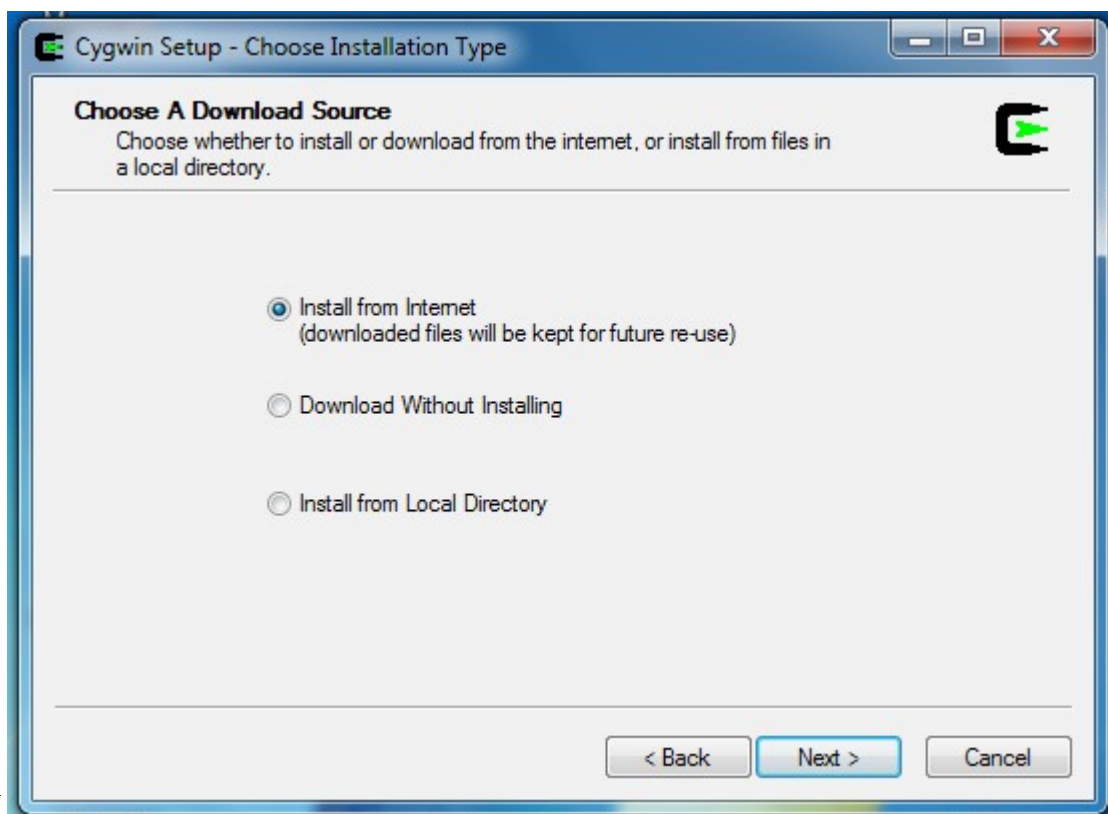 Cygwin Setup - Choose Installation Type
Choose A Download Source
Choose whether to install or download from the internet, or install from files in
a local directory.
Install from Internet
(downloaded files will be kept for future re-use)
Download Without Installing
Install from Local Directory
< Back
Next >
Cancel